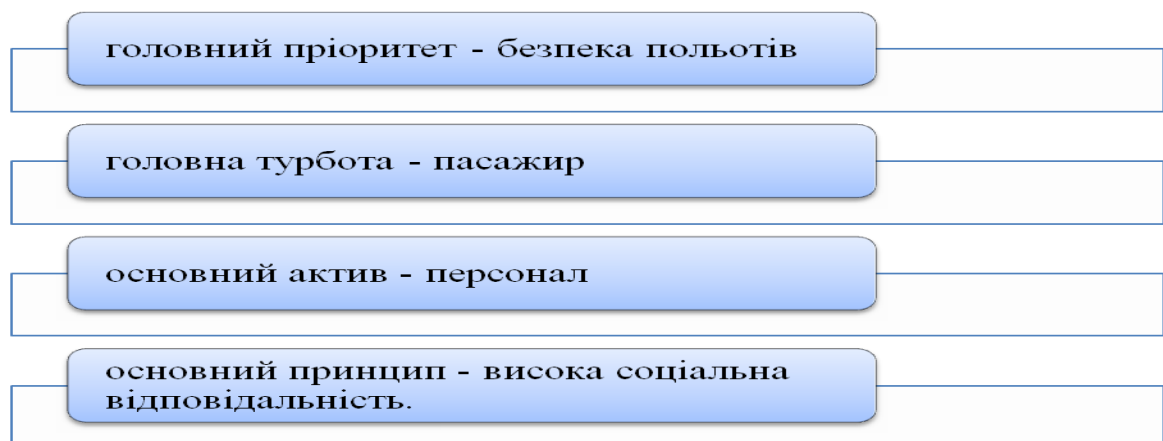 головний пріоритет - безпека польотів
головна турбота - пасажир
основний актив - персонал
основний принцип - висока соціальна
відповідальність.